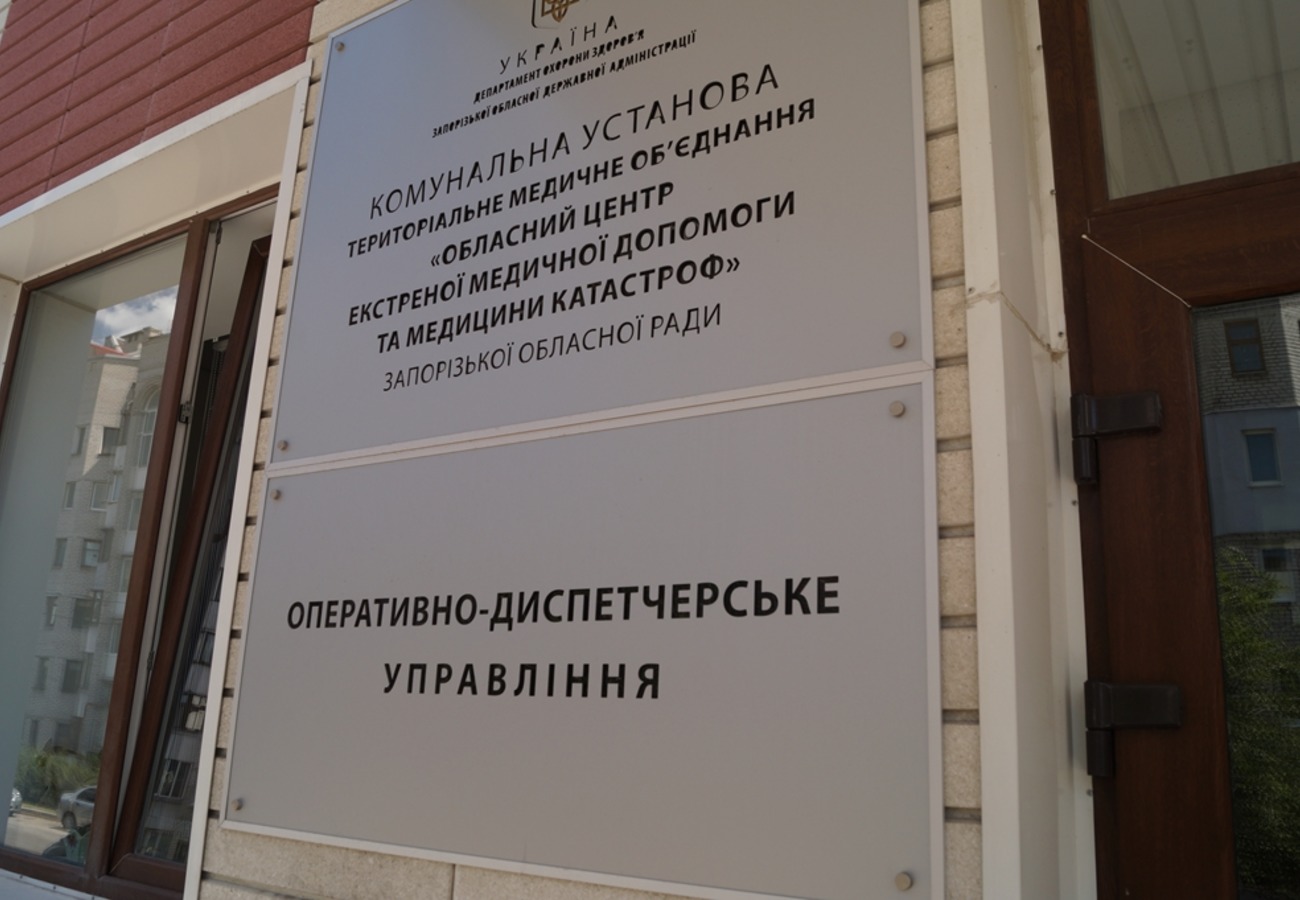 УКРАЇНА
ДЕПАРТАМЕНТ ОХОРОНИ ЗДОРОВ'Я
ЗАПОРІЗЬКОЇ ОБЛАСНОЇ ДЕРЖАВНОЇ АДМІНІСТРАЦІЇ
КОМУНАЛЬНА УСТАНОВА
ТЕРИТОРІАЛЬНЕ МЕДИЧНЕ ОБ'ЄДНАННЯ
«ОБЛАСНИЙ ЦЕНТР
ЕКСТРЕНОЇ МЕДИЧНОЇ ДОПОМОГИ
ТА МЕДИЦИНИ КАТАСТРОФ»
ЗАПОРІЗЬКОЇ ОБЛАСНОЇ РАДИ
ОПЕРАТИВНО-ДИСПЕТЧЕРСЬКЕ
УПРАВЛІННЯ